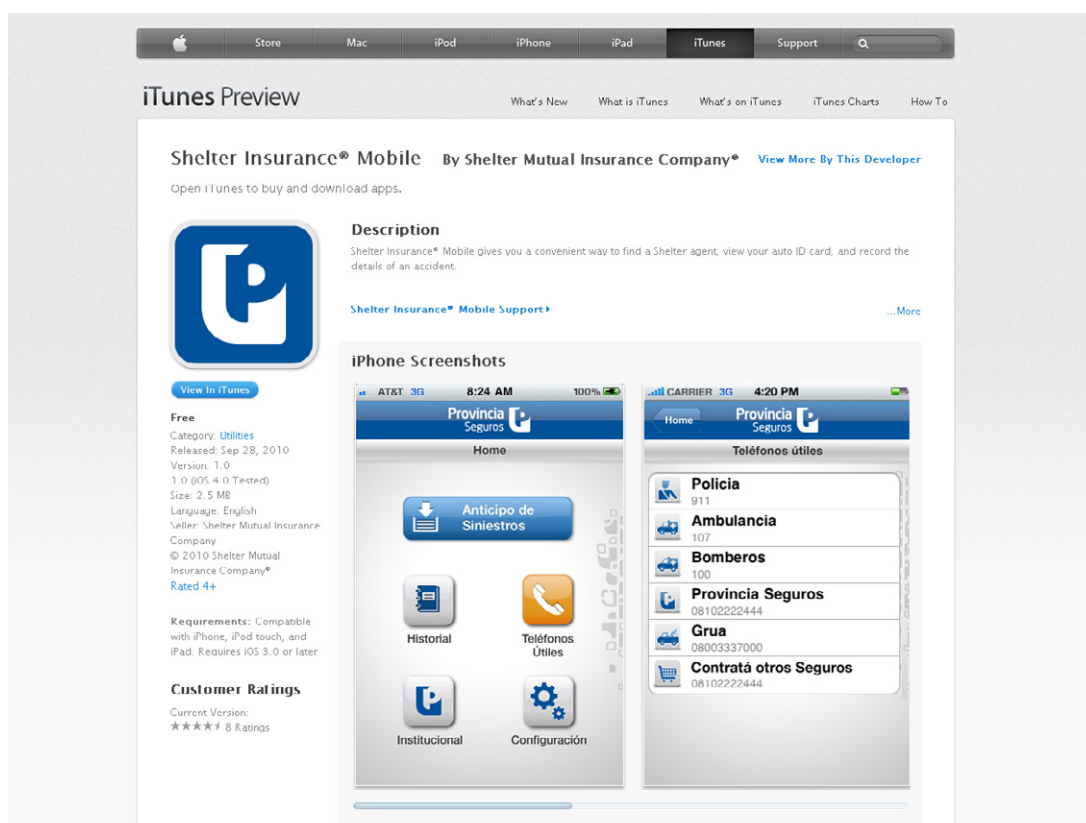 Store Mac iPod iPhone iPad iTunes Support
iTunes Preview
What's New What is iTunes What's on iTunes iTunes Charts How To
Shelter Insurance® Mobile By Shelter Mutual Insurance Company® View More By This Developer
Open iTunes to buy and download apps.
Description
Shelter Insurance® Mobile gives you a convenient way to find a Shelter agent, view your auto ID card, and record the
details of an accident.
Shelter Insurance® Mobile Support
...More
View In iTunes
Free
Category: Utilities
Released: Sep 28, 2010
Version: 1.0
1.0 (iOS 4.0 Tested)
Size: 2.5 MB
Language: English
Seller: Shelter Mutual Insurance
Company
© 2010 Shelter Mutual
Insurance Company®
Rated 4+
Requirements: Compatible
with iPhone, iPod touch, and
iPad. Requires iOS 3.0 or later
Customer Ratings
Current Version:
8 Ratings
iPhone Screenshots
AT&T 3G 8:24 AM 100%
Provincia
Seguros
Home
Anticipo de
Siniestros
Historial
Teléfonos
Útiles
Institucional
Configuración
CARRIER 3G 4:20 PM
Home
Provincia
Seguros
Teléfonos útiles
Policia
911
Ambulancia
107
Bomberos
100
Provincia Seguros
08102222444
Grua
08003337000
Contratá otros Seguros
08102222444